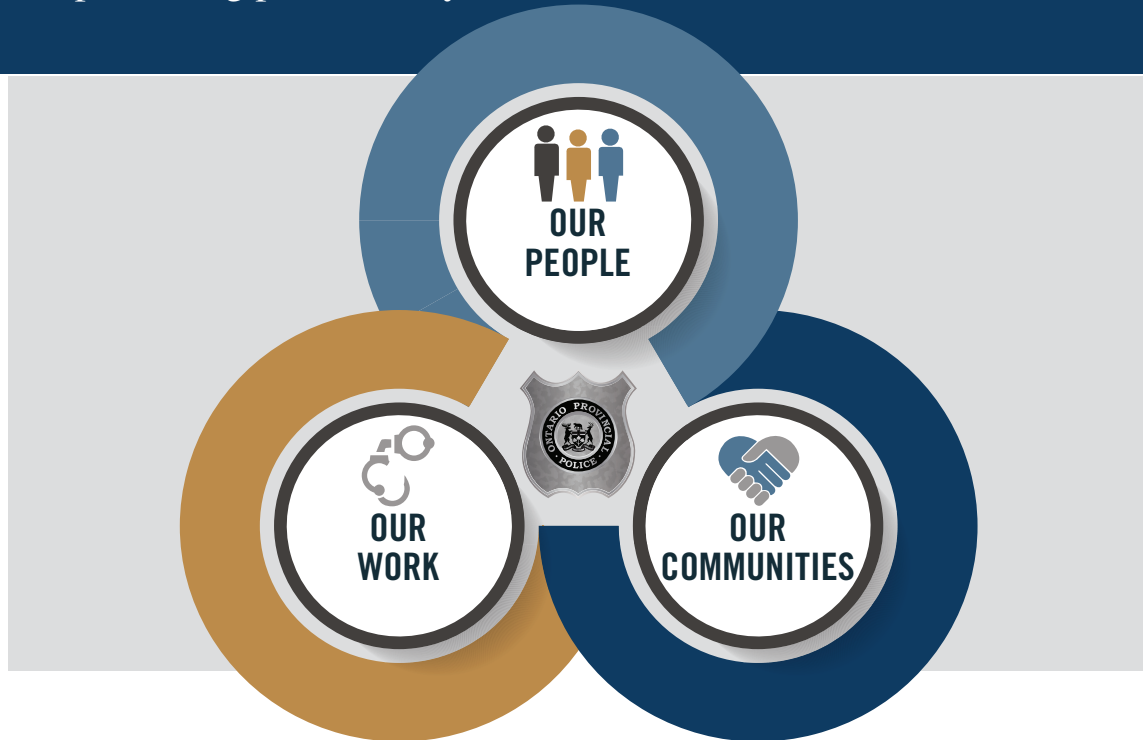 OUR
PEOPLE
ONTARIO PROVINCIAL
· POLICE ·
OUR
WORK
OUR
COMMUNITIES